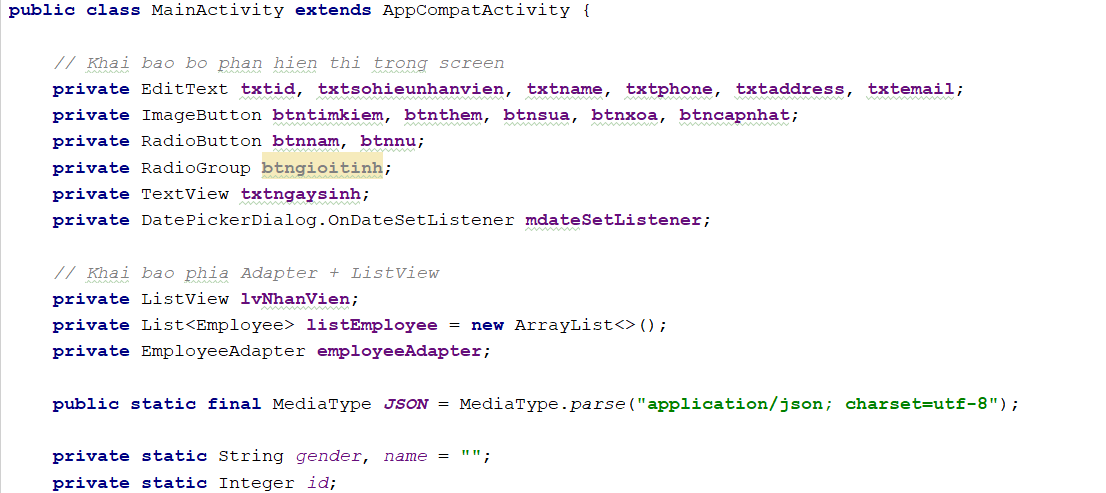 public class MainActivity extends AppCompatActivity {
// Khai bao bo phan hien thi trong screen
private EditText txtid, txtsohieunhanvien, txtname, txtphone, txtaddress, txtemail;
private ImageButton btntimkiem, btnthem, btnsua, btnxoa, btncapnhat;
private RadioButton btnnam, btnnu;
private RadioGroup btngioitinh;
private TextView txtngaysinh;
private DatePickerDialog.OnDateSetListener mdateSetListener;
// Khai bao phia Adapter + ListView
private ListView lvNhanVien;
private List<Employee> listEmployee = new ArrayList<>();
private EmployeeAdapter employeeAdapter;
public static final MediaType JSON = MediaType.parse("application/json; charset=utf-8");
private static String gender, name = "";
private static Integer id;